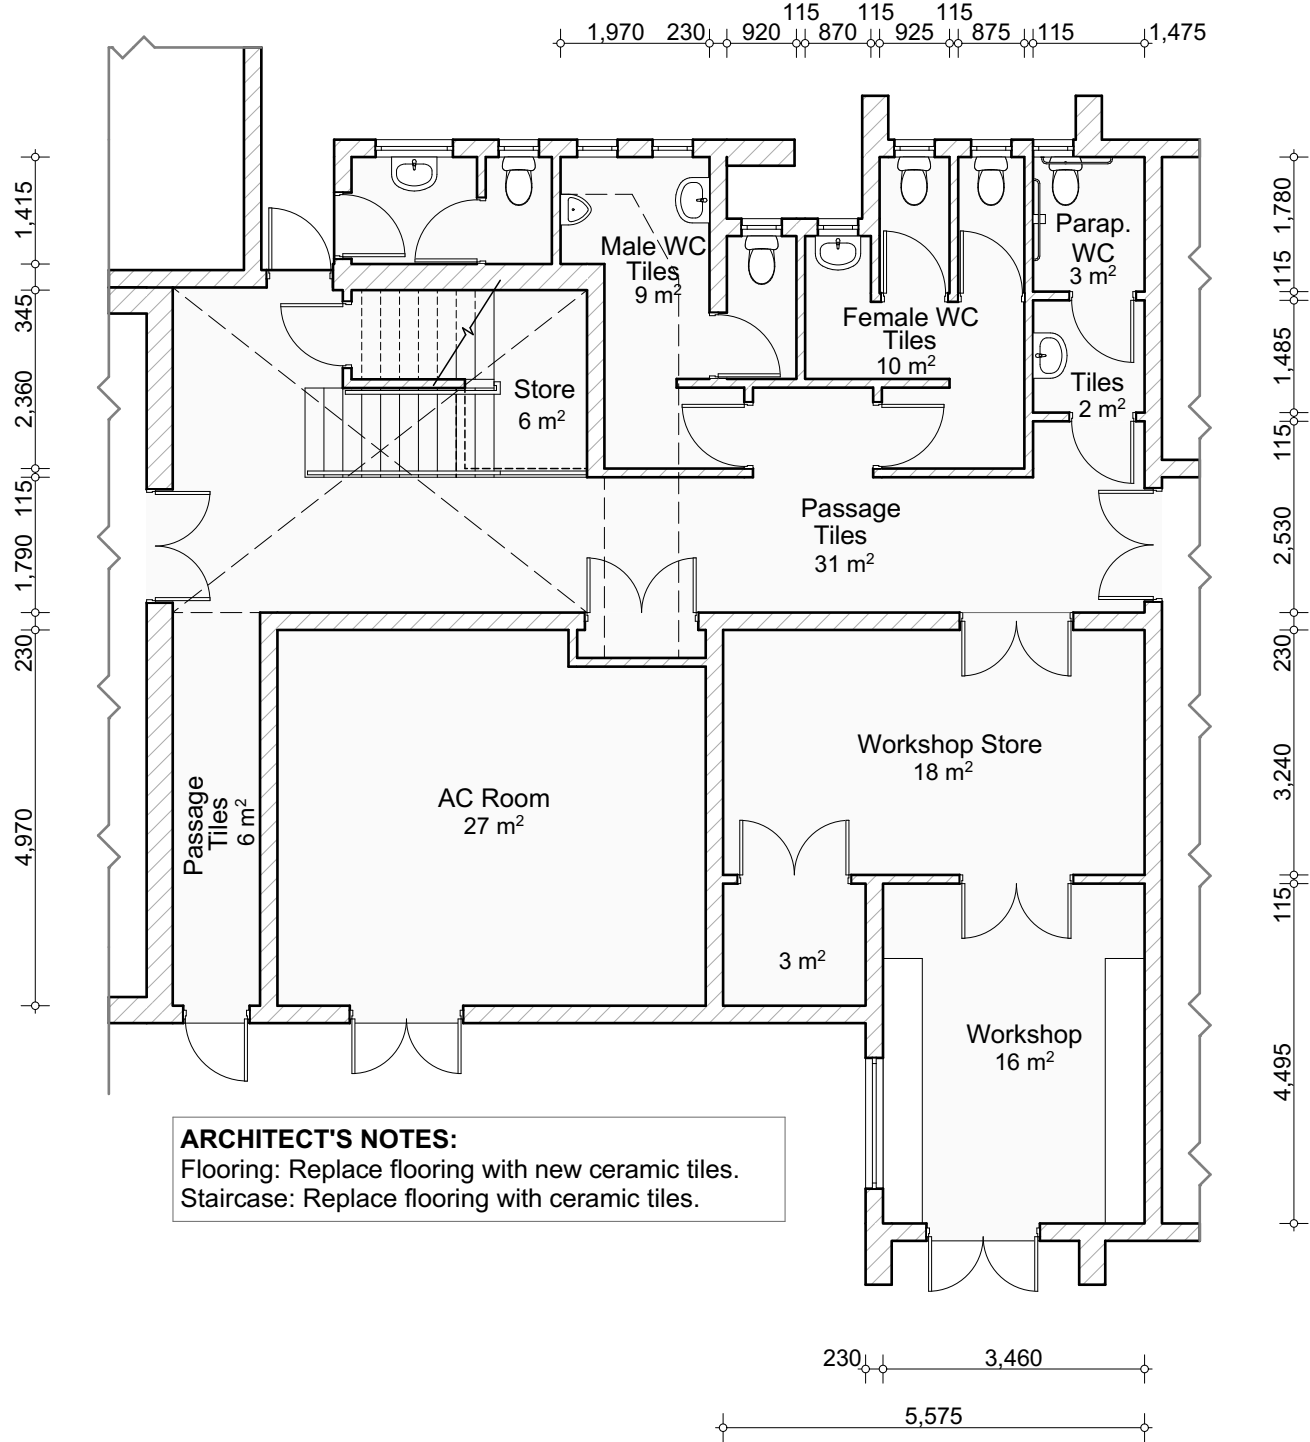 115 115 115
1,970 230 920 870 925 875 115 1,475
1,415
345
2,360
115
1,790
230
4,970
1,780
115
1,485
115
2,530
230
3,240
115
4,495
Male WC
Tiles
9 m²
Parap.
WC
3 m²
Female WC
Tiles
10 m²
Tiles
2 m²
Store
6 m²
Passage
Tiles
31 m²
Workshop Store
18 m²
AC Room
27 m²
Passage
Tiles
6 m²
3 m²
Workshop
16 m²
ARCHITECT'S NOTES:
Flooring: Replace flooring with new ceramic tiles.
Staircase: Replace flooring with ceramic tiles.
230 3,460
5,575